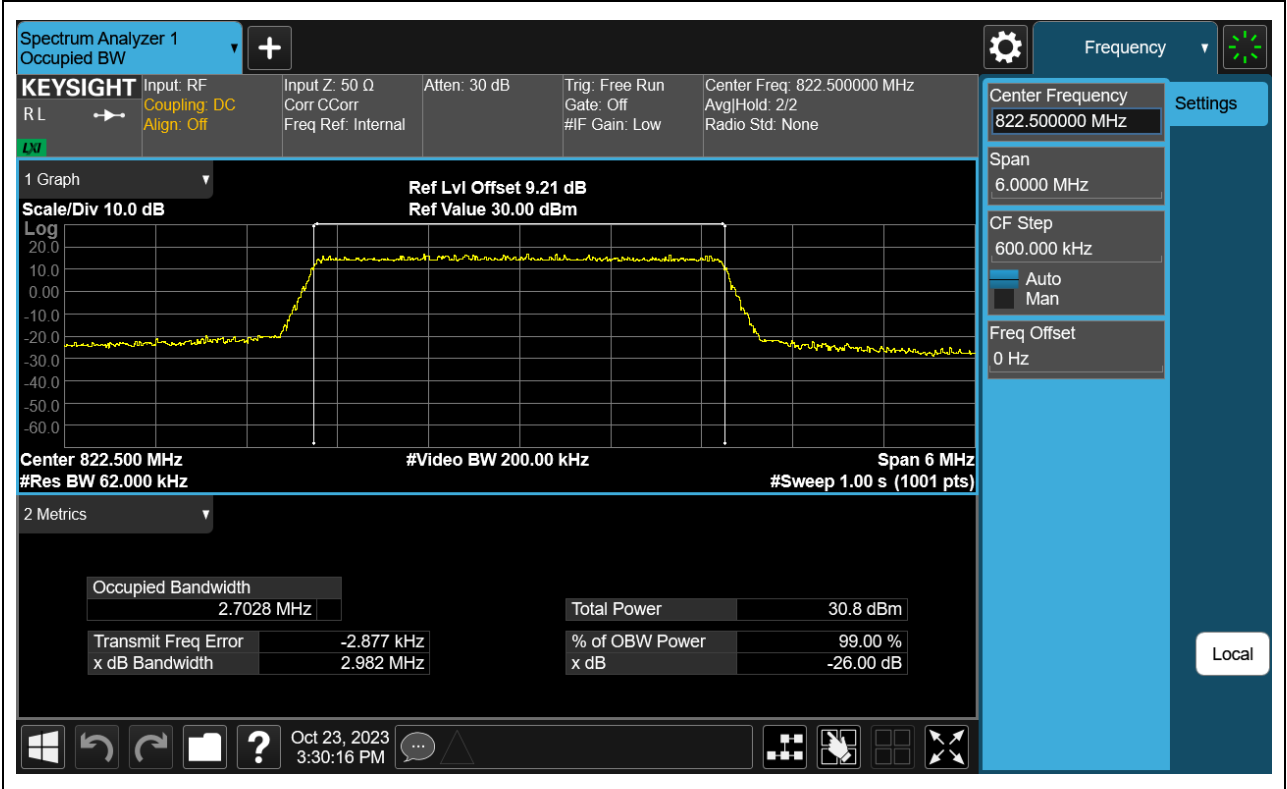 Spectrum Analyzer 1
Occupied BW
Frequency
KEYSIGHT
R L
LXI
Input: RF
Coupling: DC
Align: Off
Input Z: 50 Ω
Corr CCorr
Freq Ref: Internal
Atten: 30 dB
Trig: Free Run
Gate: Off
#IF Gain: Low
Center Freq: 822.500000 MHz
Avg|Hold: 2/2
Radio Std: None
Center Frequency
822.500000 MHz
Settings
Span
6.0000 MHz
CF Step
600.000 kHz
Auto
Man
Freq Offset
0 Hz
Local
1 Graph
Ref Lvl Offset 9.21 dB
Scale/Div 10.0 dB
Ref Value 30.00 dBm
Log
20.0
10.0
0.00
-10.0
-20.0
-30.0
-40.0
-50.0
-60.0
Center 822.500 MHz
#Video BW 200.00 kHz
Span 6 MHz
#Res BW 62.000 kHz
#Sweep 1.00 s (1001 pts)
2 Metrics
Occupied Bandwidth
2.7028 MHz
Total Power 30.8 dBm
Transmit Freq Error -2.877 kHz
% of OBW Power 99.00 %
x dB Bandwidth 2.982 MHz
x dB -26.00 dB
?
Oct 23, 2023
3:30:16 PM